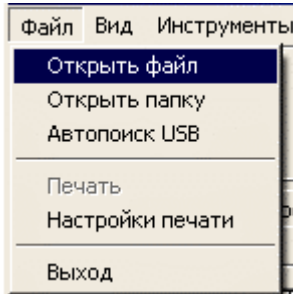 Файл Вид Инструменты
Открыть файл
Открыть папку
Автопоиск USB
Печать
Настройки печати
Выход